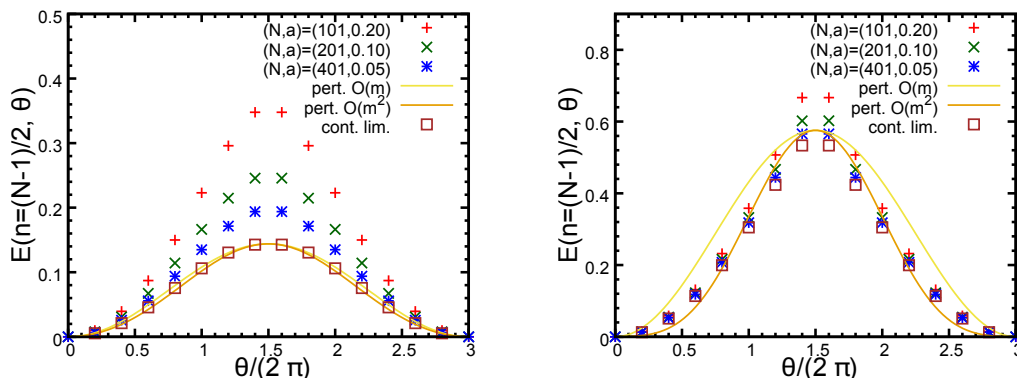 E(n=(N-1)/2, θ)
0.5
0.4
0.3
0.2
0.1
0
(N,a)=(101,0.20)
(N,a)=(201,0.10)
(N,a)=(401,0.05)
pert. O(m)
pert. O(m²)
cont. lim.
0 0.5 1 1.5 2 2.5 3
θ/(2 π)
E(n=(N-1)/2, θ)
0.8
0.6
0.4
0.2
0
(N,a)=(101,0.20)
(N,a)=(201,0.10)
(N,a)=(401,0.05)
pert. O(m)
pert. O(m²)
cont. lim.
0 0.5 1 1.5 2 2.5 3
θ/(2 π)